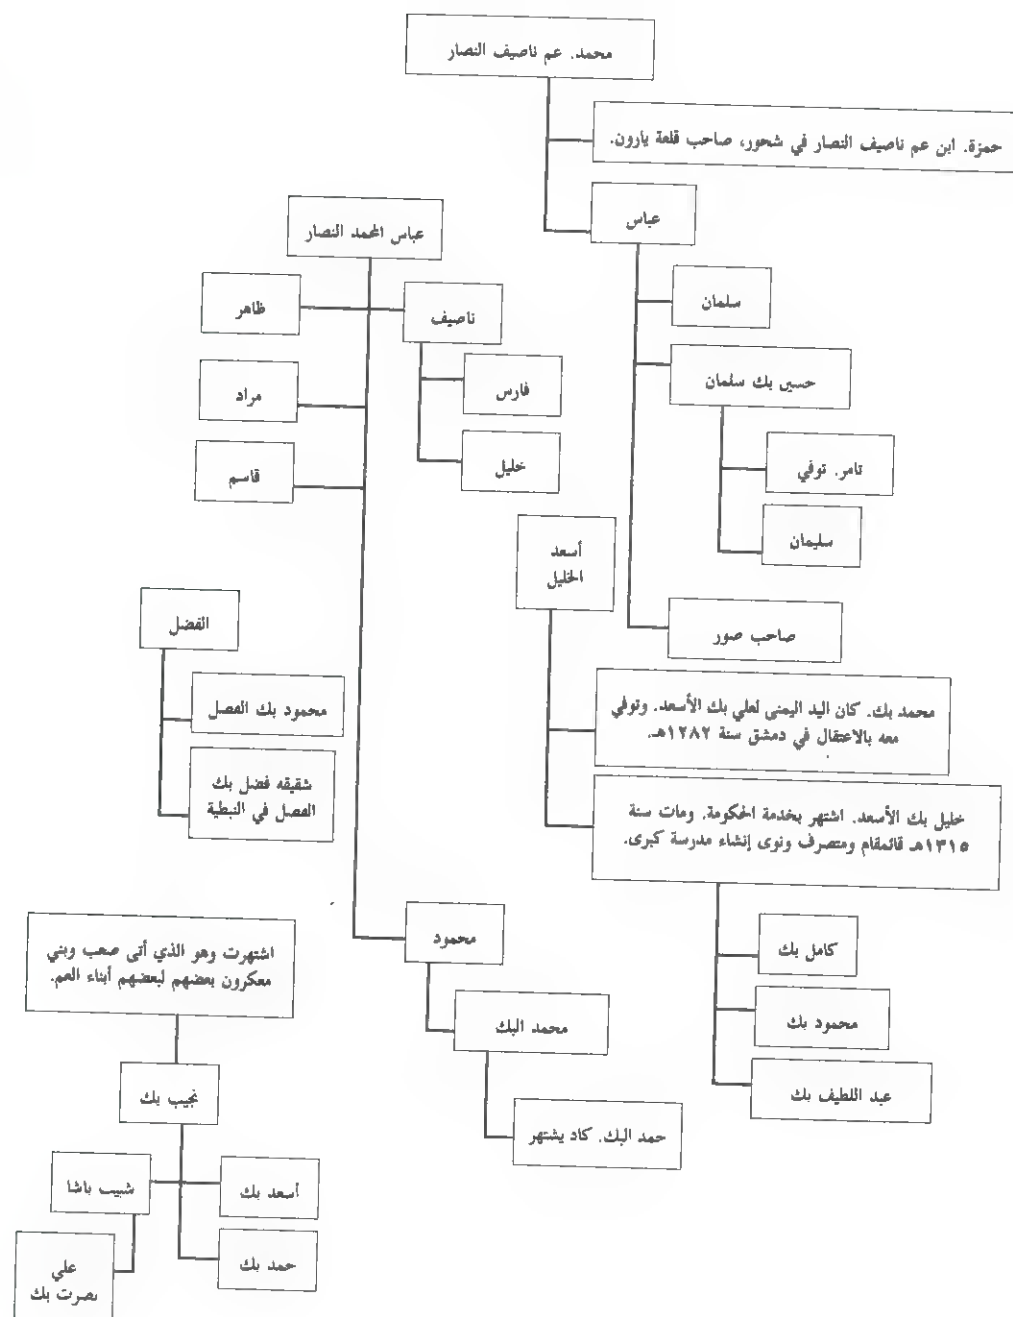 محمد. عم ناصيف النصار
حمزة. ابن عم ناصيف النصار في شحور، صاحب قلعة يارون.
عباس
سلمان
حسين بك سلمان
تامر. توفي
سليمان
صاحب صور
عباس المحمد النصار
ظاهر
ناصيف
فارس
خليل
مراد
قاسم
محمود
محمد البك
حمد البك. كاد يشتهر
أسعد
الخليل
محمد بك. كان اليد اليمنى لعلي بك الأسعد. وتوفي
معه بالاعتقال في دمشق سنة ١٢٨٢هـ.
خليل بك الأسعد. اشتهر بخدمة الحكومة. ومات سنة
١٣١٥هـ قائمقام ومتصرف ونوى إنشاء مدرسة كبرى.
كامل بك
محمود بك
عبد اللطيف بك
الفضل
محمود بك الفصل
شقيقه فضل بك
الفصل في النبطية
اشتهرت وهو الذي أتى صعب وبني
معكرون بعضهم لبعضهم أبناء العم.
نجيب بك
أسعد بك
شبيب باشا
حمد بك
علي
نصرت بك